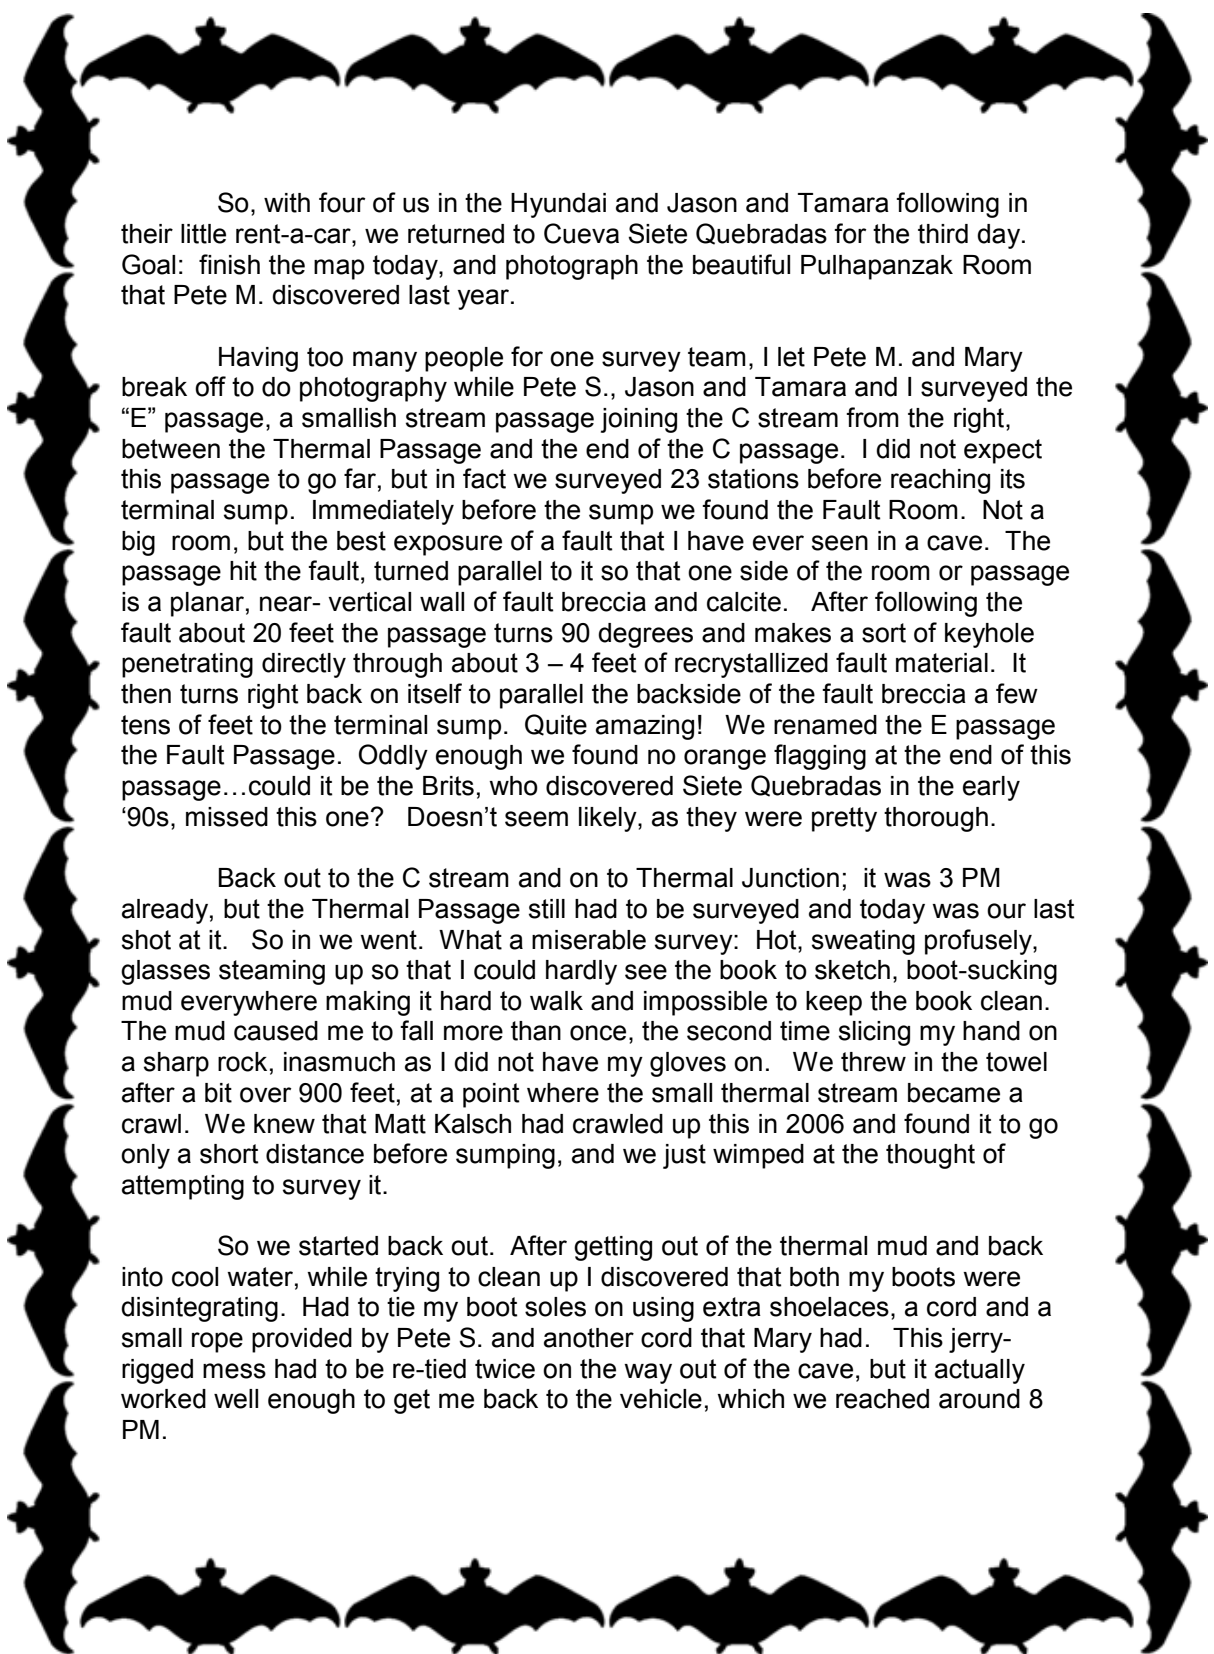 So, with four of us in the Hyundai and Jason and Tamara following in
their little rent-a-car, we returned to Cueva Siete Quebradas for the third day.
Goal:  finish the map today, and photograph the beautiful Pulhapanzak Room
that Pete M. discovered last year.
Having too many people for one survey team, I let Pete M. and Mary
break off to do photography while Pete S., Jason and Tamara and I surveyed the
“E” passage, a smallish stream passage joining the C stream from the right,
between the Thermal Passage and the end of the C passage.  I did not expect
this passage to go far, but in fact we surveyed 23 stations before reaching its
terminal sump.  Immediately before the sump we found the Fault Room.  Not a
big  room, but the best exposure of a fault that I have ever seen in a cave.  The
passage hit the fault, turned parallel to it so that one side of the room or passage
is a planar, near- vertical wall of fault breccia and calcite.   After following the
fault about 20 feet the passage turns 90 degrees and makes a sort of keyhole
penetrating directly through about 3 – 4 feet of recrystallized fault material.  It
then turns right back on itself to parallel the backside of the fault breccia a few
tens of feet to the terminal sump.  Quite amazing!   We renamed the E passage
the Fault Passage.  Oddly enough we found no orange flagging at the end of this
passage…could it be the Brits, who discovered Siete Quebradas in the early
‘90s, missed this one?   Doesn’t seem likely, as they were pretty thorough.
Back out to the C stream and on to Thermal Junction;  it was 3 PM
already, but the Thermal Passage still had to be surveyed and today was our last
shot at it.   So in we went.  What a miserable survey:  Hot, sweating profusely,
glasses steaming up so that I could hardly see the book to sketch, boot-sucking
mud everywhere making it hard to walk and impossible to keep the book clean.
The mud caused me to fall more than once, the second time slicing my hand on
a sharp rock, inasmuch as I did not have my gloves on.   We threw in the towel
after a bit over 900 feet, at a point where the small thermal stream became a
crawl.  We knew that Matt Kalsch had crawled up this in 2006 and found it to go
only a short distance before sumping, and we just wimped at the thought of
attempting to survey it.
So we started back out.  After getting out of the thermal mud and back
into cool water, while trying to clean up I discovered that both my boots were
disintegrating.  Had to tie my boot soles on using extra shoelaces, a cord and a
small rope provided by Pete S. and another cord that Mary had.   This jerry-
rigged mess had to be re-tied twice on the way out of the cave, but it actually
worked well enough to get me back to the vehicle, which we reached around 8
PM.